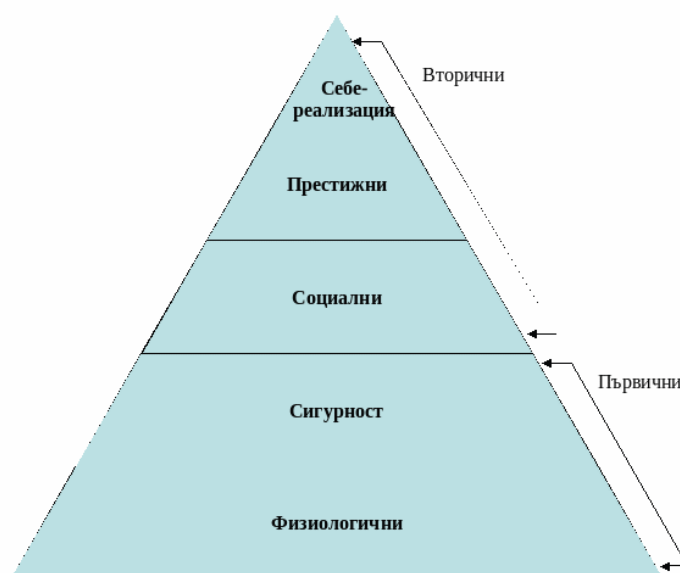 Вторични
Себе-
реализация
Престижни
Социални
Първични
Сигурност
Физиологични